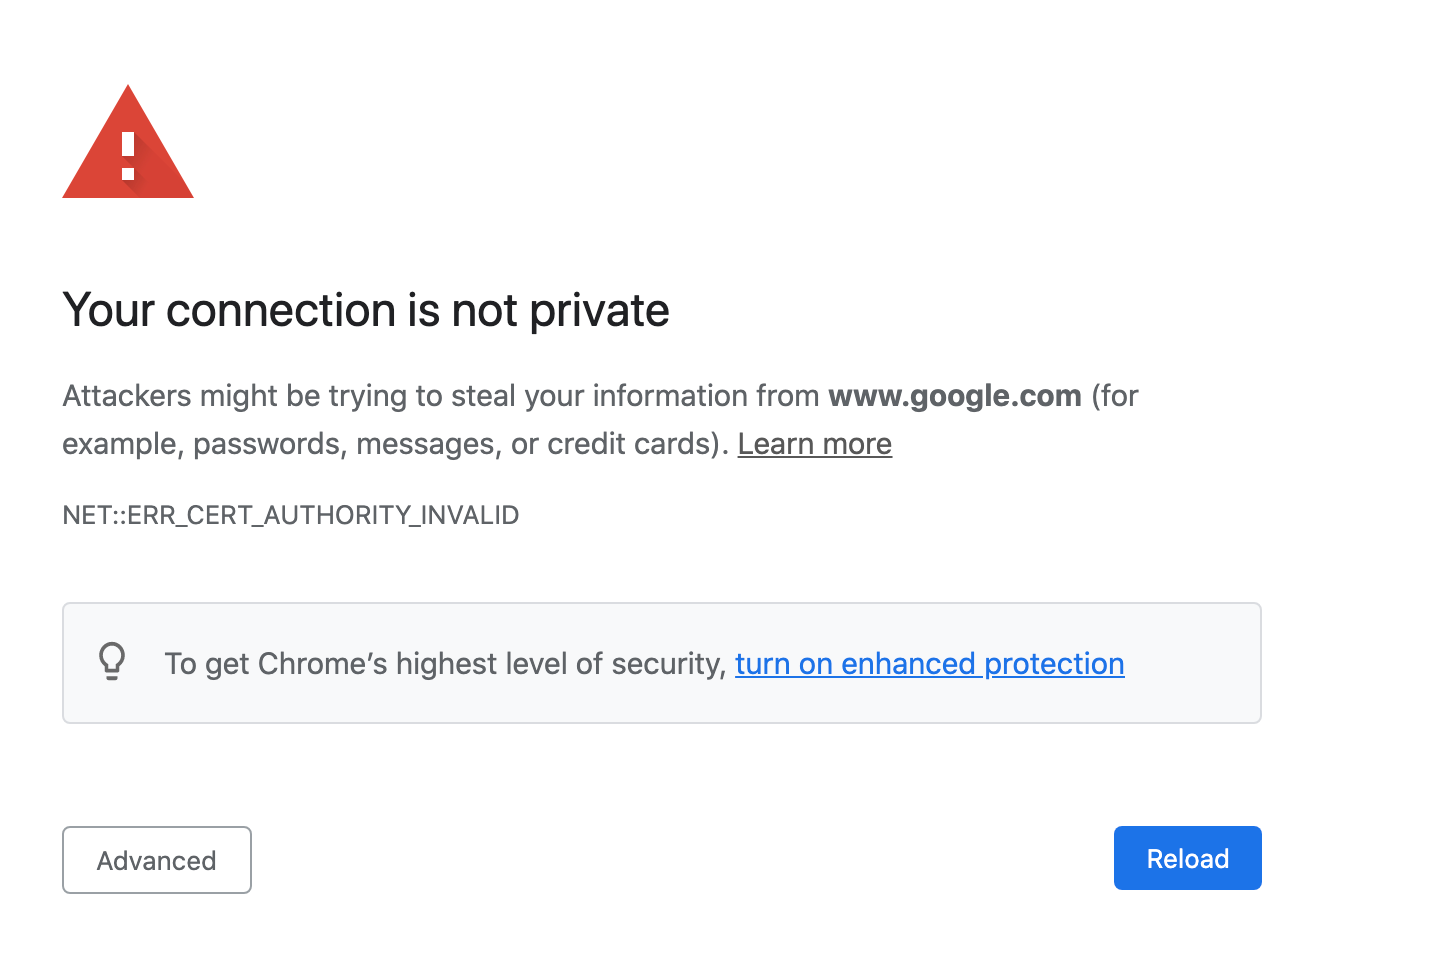 Your connection is not private
Attackers might be trying to steal your information from www.google.com (for
example, passwords, messages, or credit cards). Learn more
NET::ERR_CERT_AUTHORITY_INVALID
To get Chrome’s highest level of security, turn on enhanced protection
Advanced
Reload